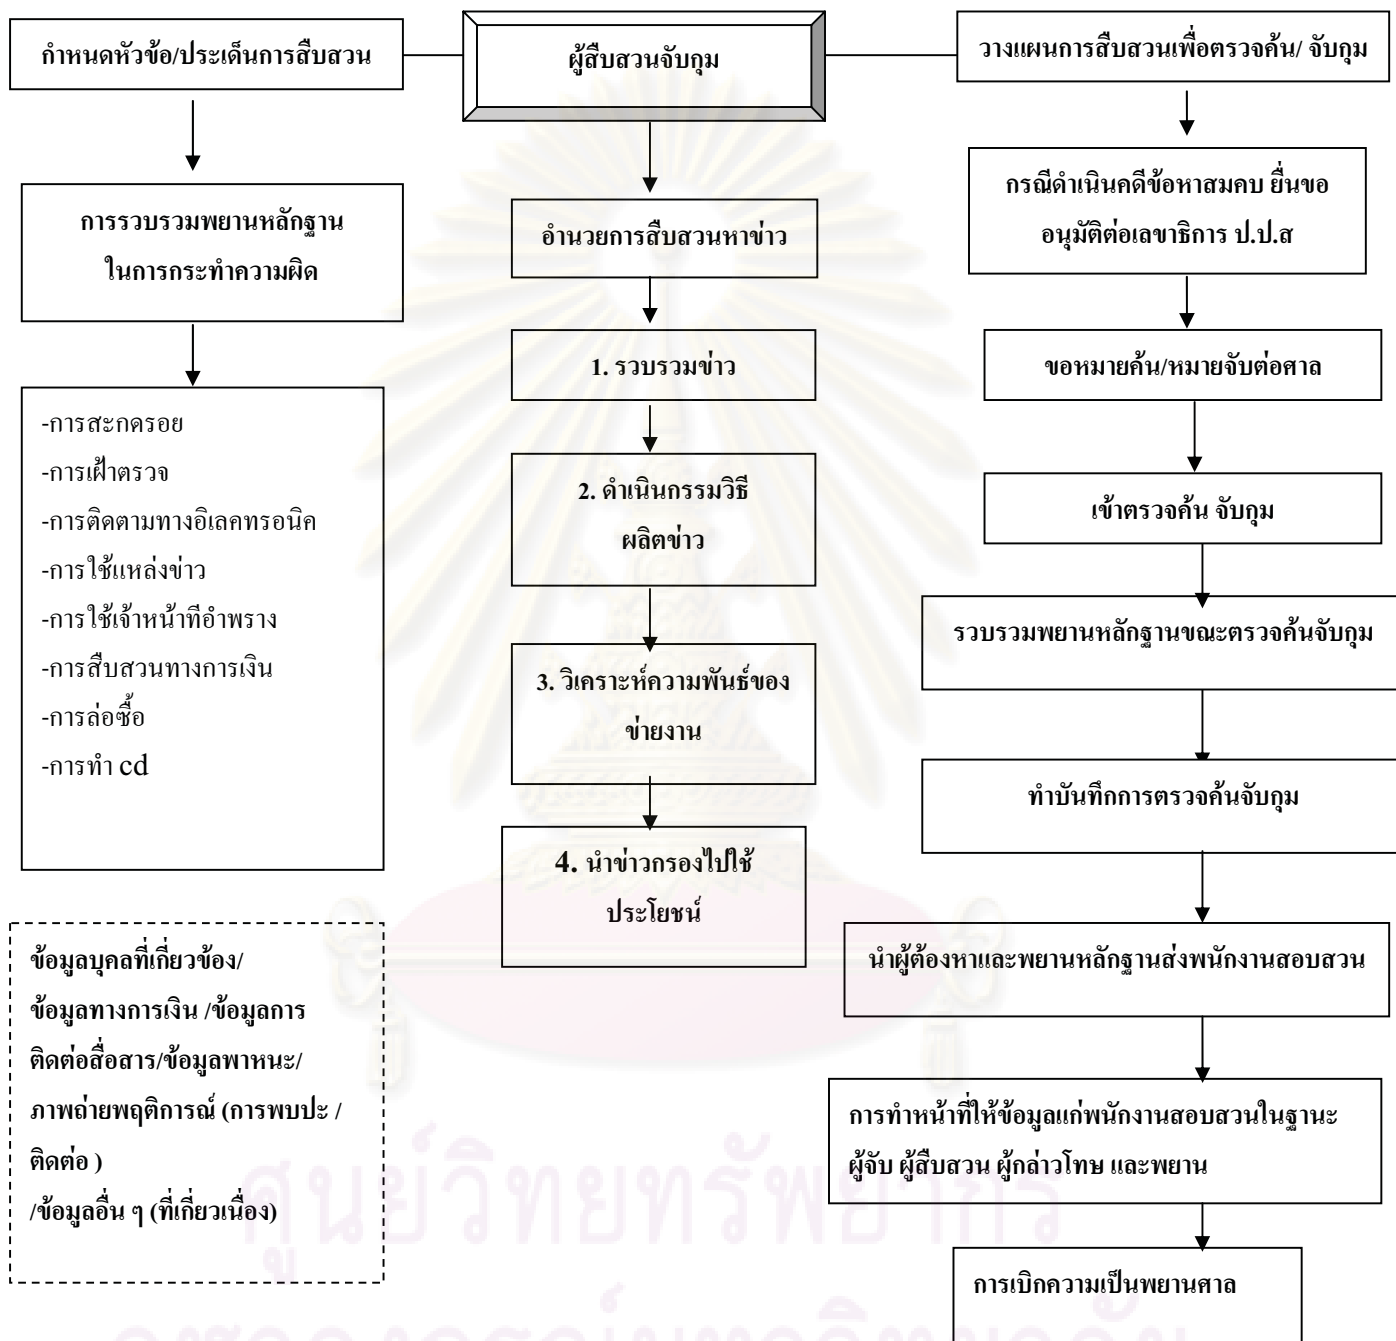 กำหนดหัวข้อ/ประเด็นการสืบสวน
ผู้สืบสวนจับกุม
วางแผนการสืบสวนเพื่อตรวจค้น/ จับกุม
การรวบรวมพยานหลักฐาน
ในการกระทำความผิด
-การสะกดรอย
-การเฝ้าตรวจ
-การติดตามทางอิเลคทรอนิค
-การใช้แหล่งข่าว
-การใช้เจ้าหน้าที่อำพราง
-การสืบสวนทางการเงิน
-การล่อซื้อ
-การทำ cd
ข้อมูลบุคลที่เกี่ยวข้อง/
ข้อมูลทางการเงิน /ข้อมูลการ
ติดต่อสื่อสาร/ข้อมูลพาหนะ/
ภาพถ่ายพฤติการณ์ (การพบปะ /
ติดต่อ )
/ข้อมูลอื่น ๆ (ที่เกี่ยวเนื่อง)
อำนวยการสืบสวนหาข่าว
1. รวบรวมข่าว
2. ดำเนินกรรมวิธี
ผลิตข่าว
3. วิเคราะห์ความพันธ์ของ
ข่ายงาน
4. นำข่าวกรองไปใช้
ประโยชน์
กรณีดำเนินคดีข้อหาสมคบ ยื่นขอ
อนุมัติต่อเลขาธิการ ป.ป.ส
ขอหมายค้น/หมายจับต่อศาล
เข้าตรวจค้น จับกุม
รวบรวมพยานหลักฐานขณะตรวจค้นจับกุม
ทำบันทึกการตรวจค้นจับกุม
นำผู้ต้องหาและพยานหลักฐานส่งพนักงานสอบสวน
การทำหน้าที่ให้ข้อมูลแก่พนักงานสอบสวนในฐานะ
ผู้จับ ผู้สืบสวน ผู้กล่าวโทษ และพยาน
การเบิกความเป็นพยานศาล
ศูนย์วิทยทรัพยากร